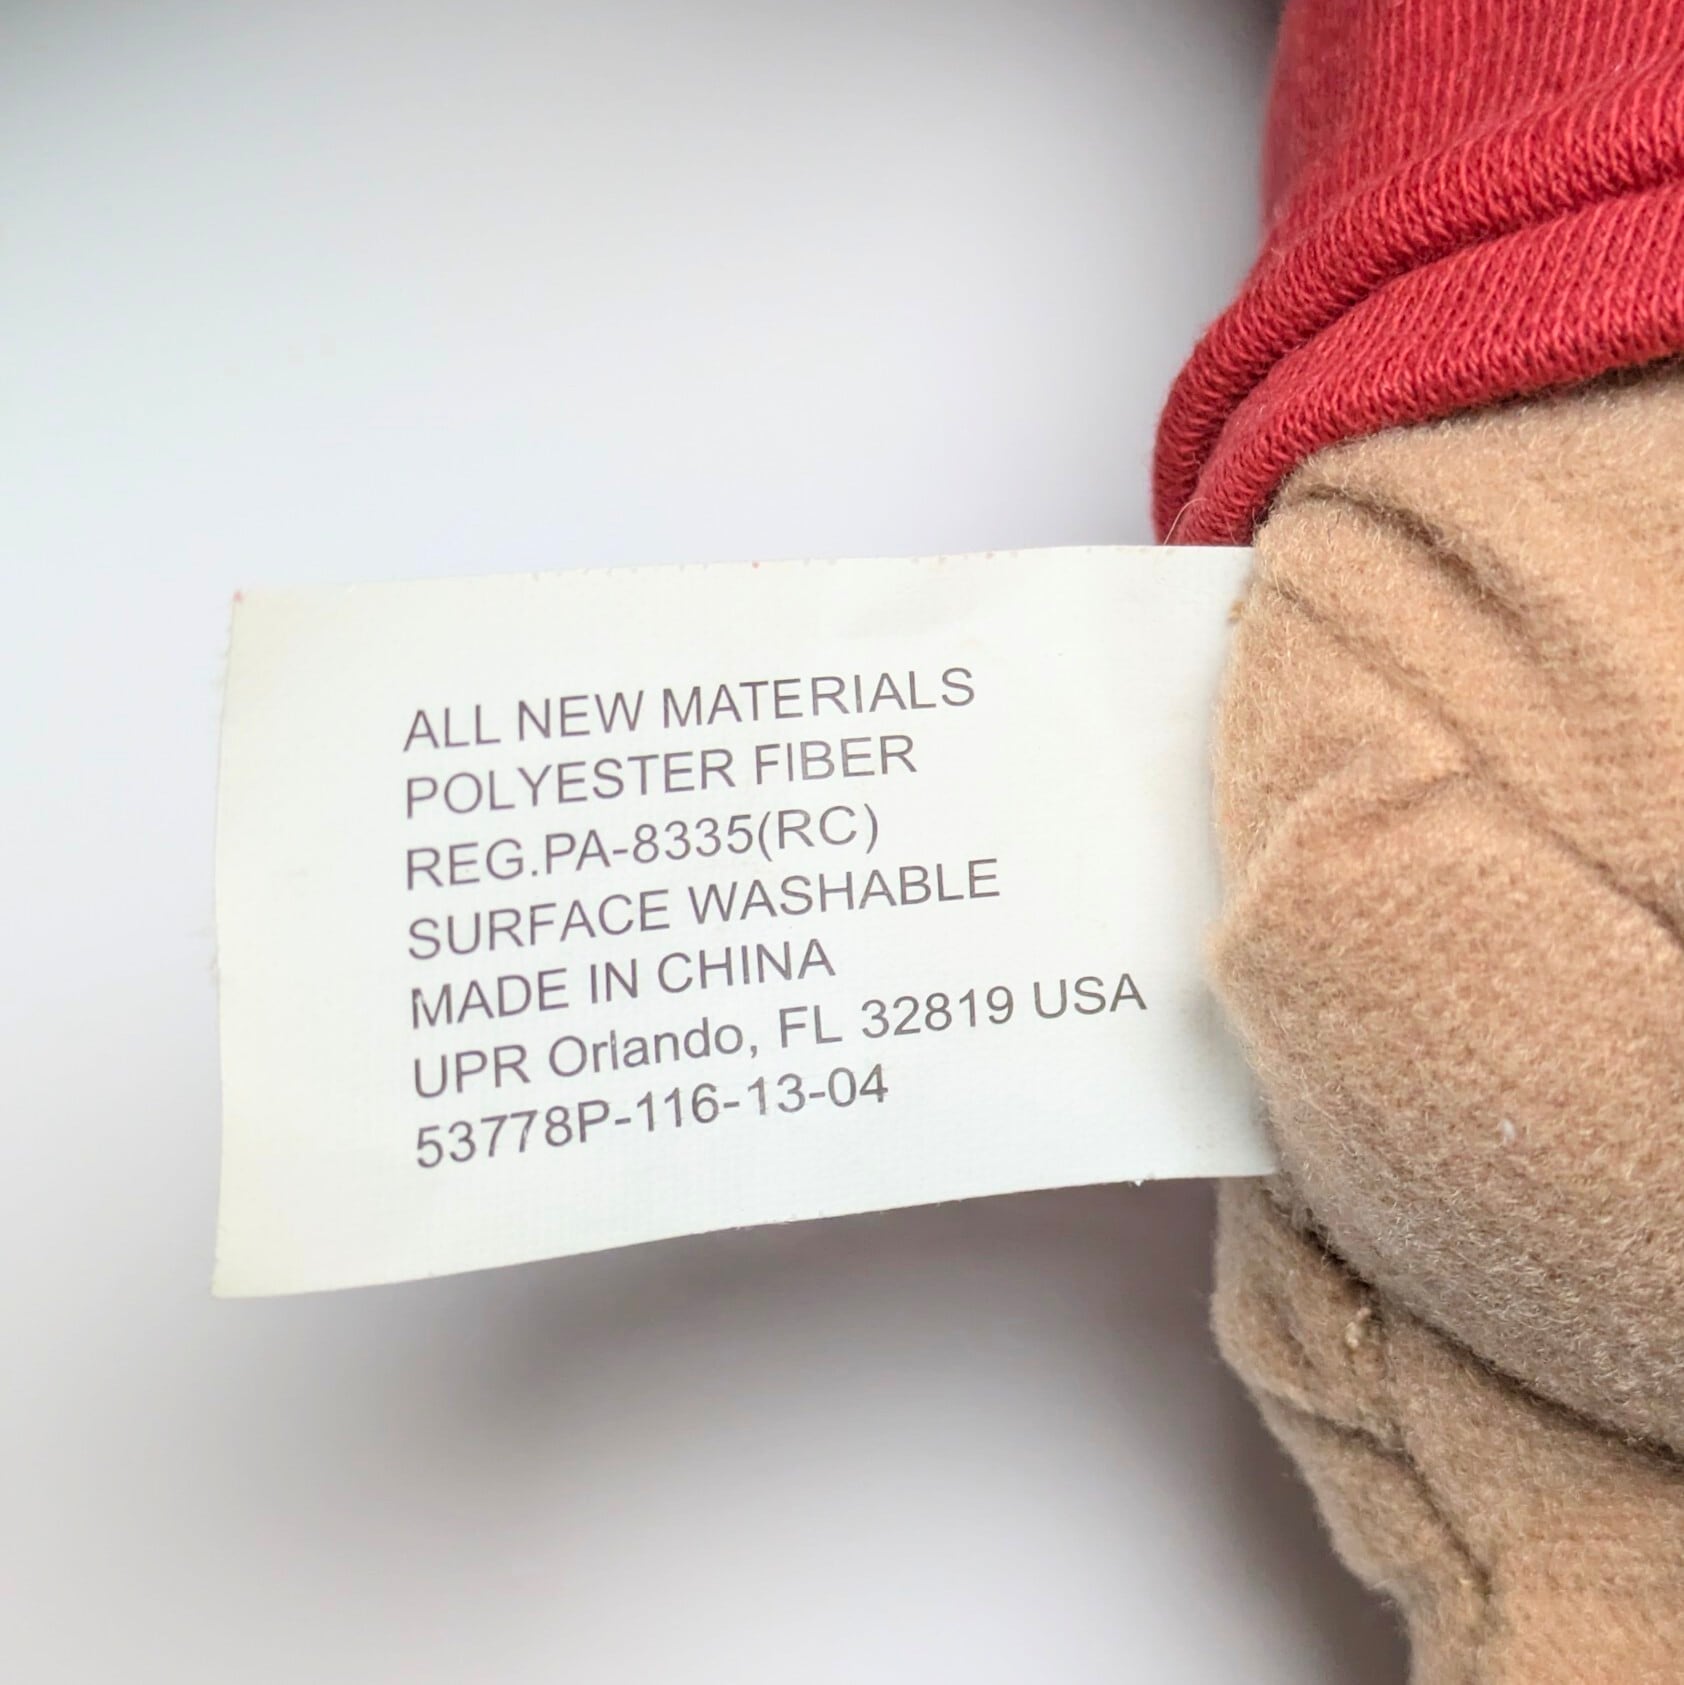 ALL NEW MATERIALS
POLYESTER FIBER
REG.PA-8335(RC)
SURFACE WASHABLE
MADE IN CHINA
UPR Orlando, FL 32819 USA
53778P-116-13-04